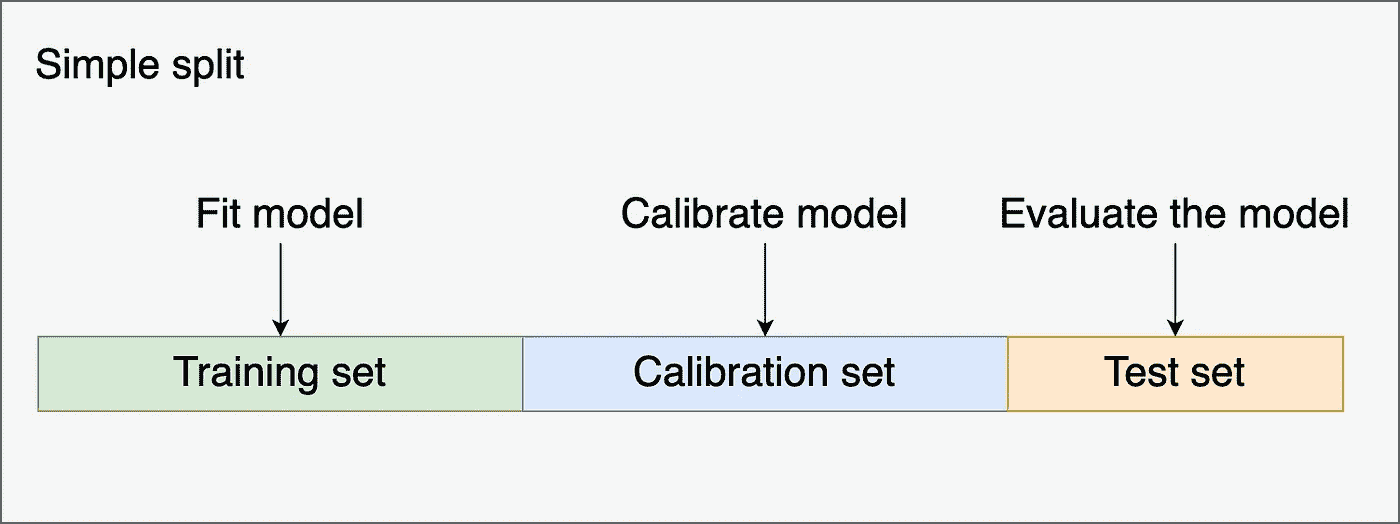 Simple split
Fit model
Calibrate model
Evaluate the model
Training set
Calibration set
Test set